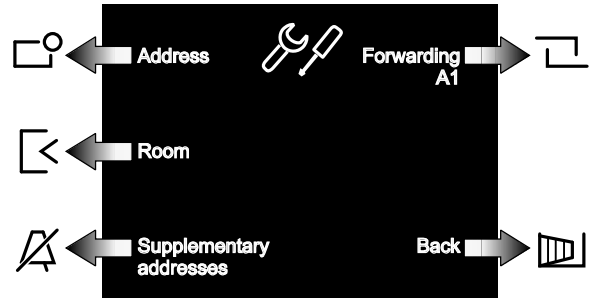 Address
Forwarding
A1
Room
Supplementary
addresses
Back